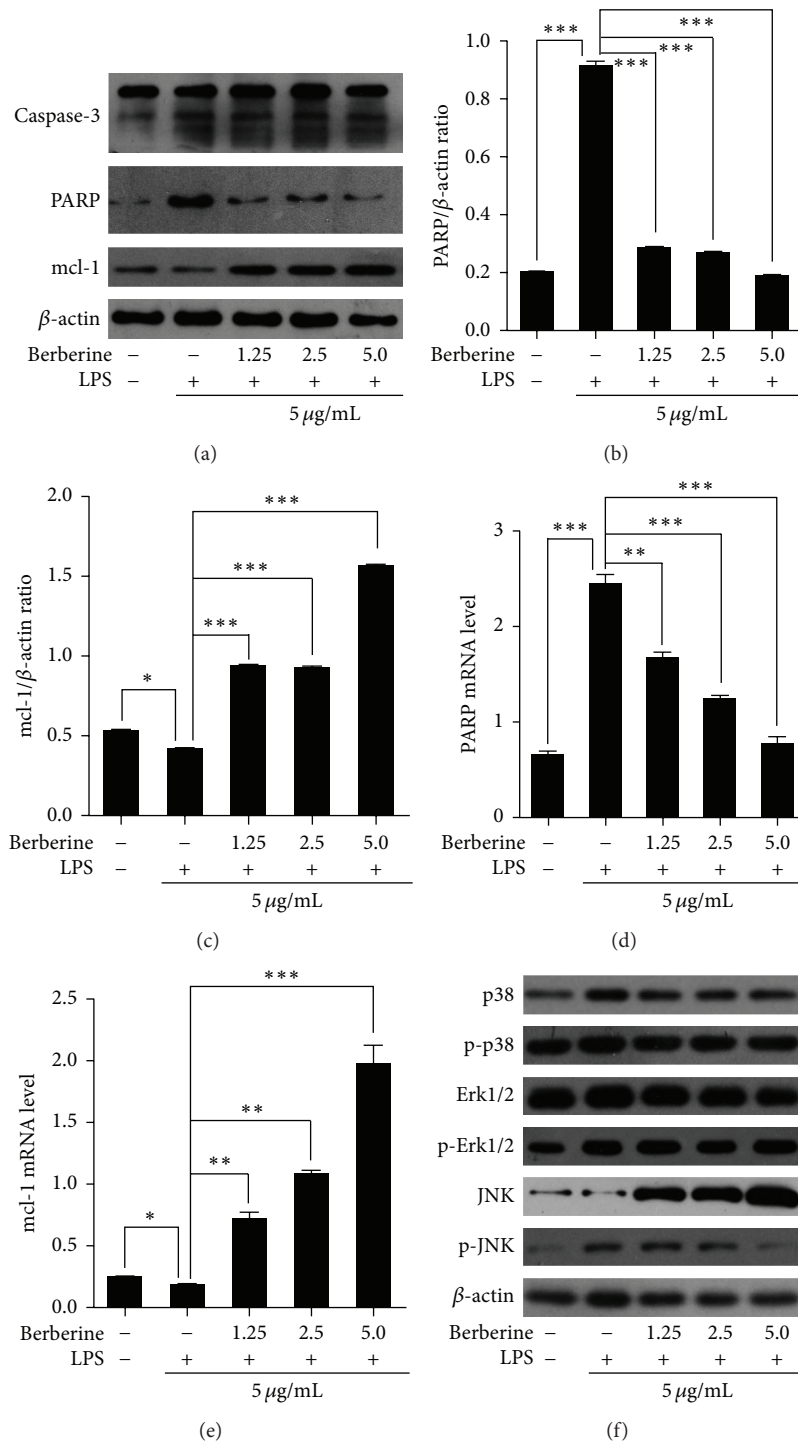 Caspase-3
PARP
mcl-1
β-actin
Berberine – – 1.25 2.5 5.0
LPS – + + + +
5 μg/mL
(a)
PARP/β-actin ratio
1.0
0.8
0.6
0.4
0.2
0.0
***
***
***
***
Berberine – – 1.25 2.5 5.0
LPS – + + + +
5 μg/mL
(b)
mcl-1/β-actin ratio
2.0
1.5
1.0
0.5
0.0
*
***
***
***
Berberine – – 1.25 2.5 5.0
LPS – + + + +
5 μg/mL
(c)
PARP mRNA level
3
2
1
0
***
**
***
***
Berberine – – 1.25 2.5 5.0
LPS – + + + +
5 μg/mL
(d)
mcl-1 mRNA level
2.5
2.0
1.5
1.0
0.5
0.0
*
**
**
***
Berberine – – 1.25 2.5 5.0
LPS – + + + +
5 μg/mL
(e)
p38
p-p38
Erk1/2
p-Erk1/2
JNK
p-JNK
β-actin
Berberine – – 1.25 2.5 5.0
LPS – + + + +
5 μg/mL
(f)